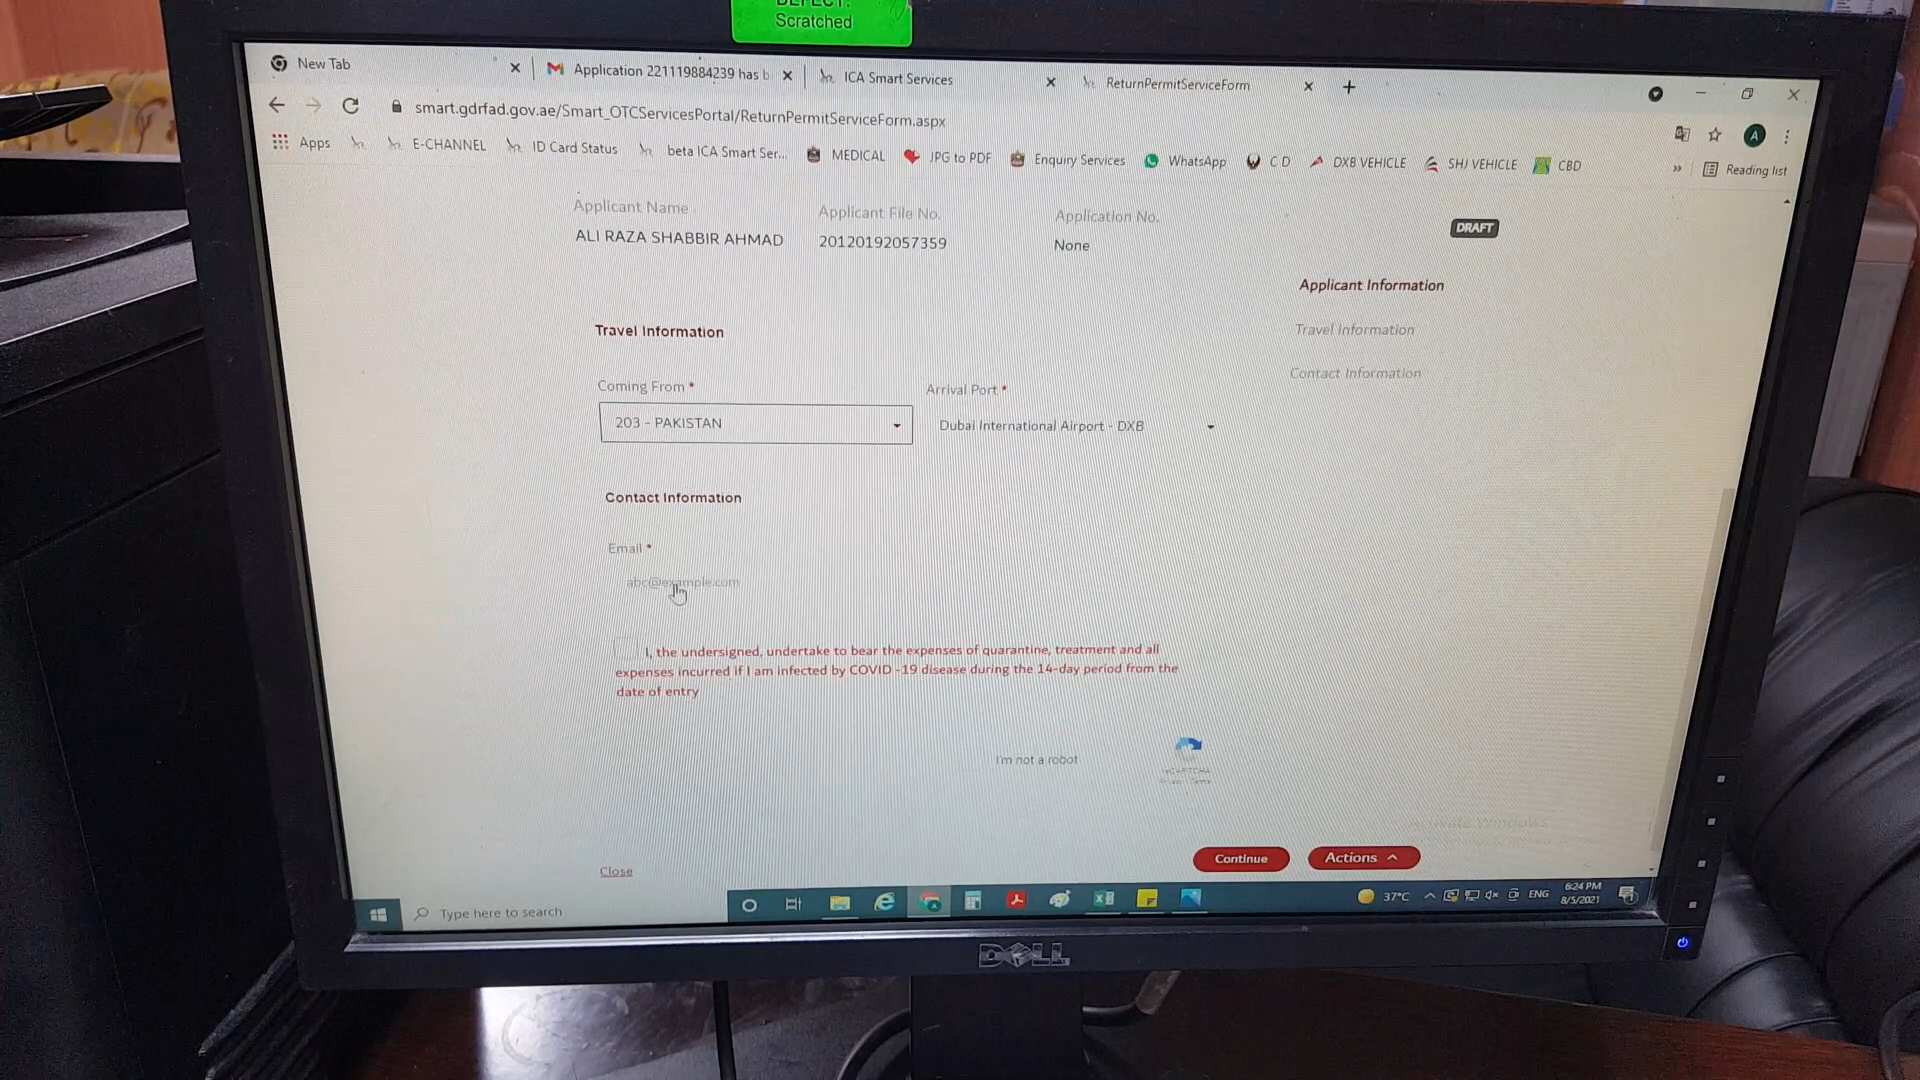 DEFECT:
Scratched
New Tab
Application 221119884239 has b
ICA Smart Services
ReturnPermitServiceForm
smart.gdrfad.gov.ae/Smart_OTCServicesPortal/ReturnPermitServiceForm.aspx
A
Apps
E-CHANNEL
ID Card Status
beta ICA Smart Ser...
MEDICAL
JPG to PDF
Enquiry Services
WhatsApp
C D
DXB VEHICLE
SHJ VEHICLE
CBD
»
Reading list
Applicant Name
Applicant File No.
Application No.
ALI RAZA SHABBIR AHMAD
20120192057359
None
DRAFT
Applicant Information
Travel Information
Contact Information
Travel Information
Coming From *
Arrival Port *
203 - PAKISTAN
Dubai International Airport - DXB
Contact Information
Email *
abc@example.com
I, the undersigned, undertake to bear the expenses of quarantine, treatment and all
expenses incurred if I am infected by COVID -19 disease during the 14-day period from the
date of entry
I'm not a robot
reCAPTCHA
Privacy - Terms
Activate Windows
Close
Continue
Actions
Type here to search
37°C
ENG
6:24 PM
8/5/2021
DELL